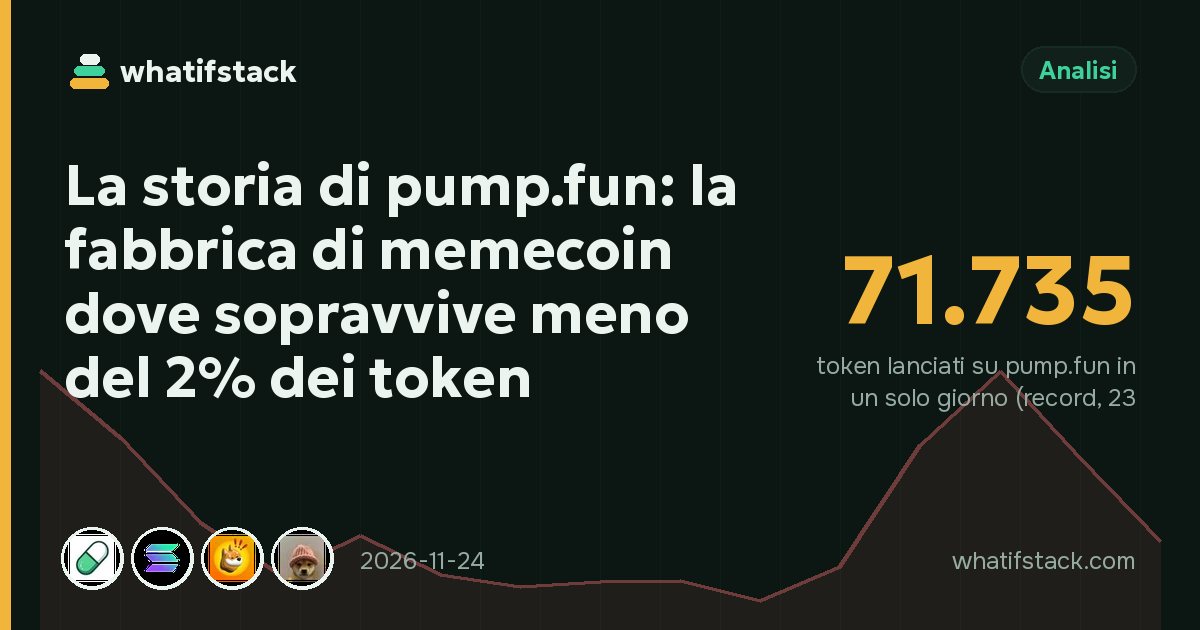 whatifstack
Analisi
La storia di pump.fun: la
fabbrica di memecoin
dove sopravvive meno
del 2% dei token
71.735
token lanciati su pump.fun in
un solo giorno (record, 23
2026-11-24
whatifstack.com